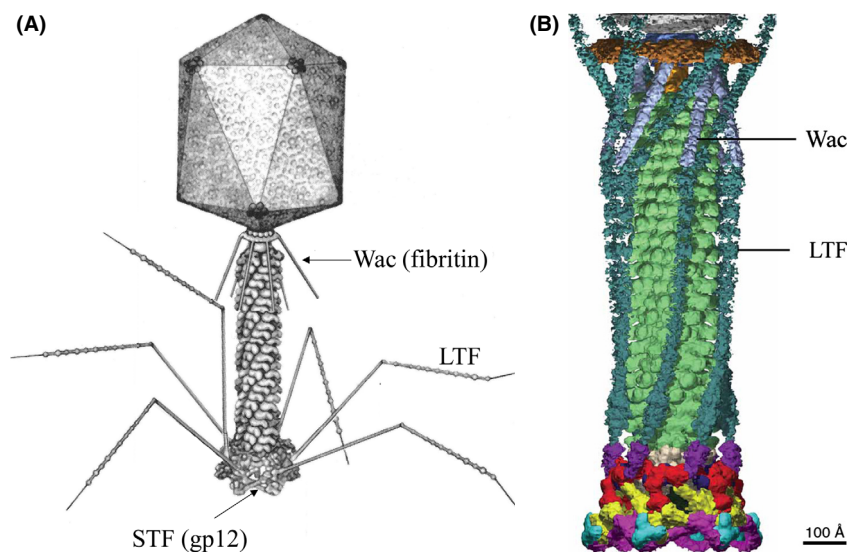 (A)
Wac (fibritin)
LTF
STF (gp12)
(B)
Wac
LTF
100 Å